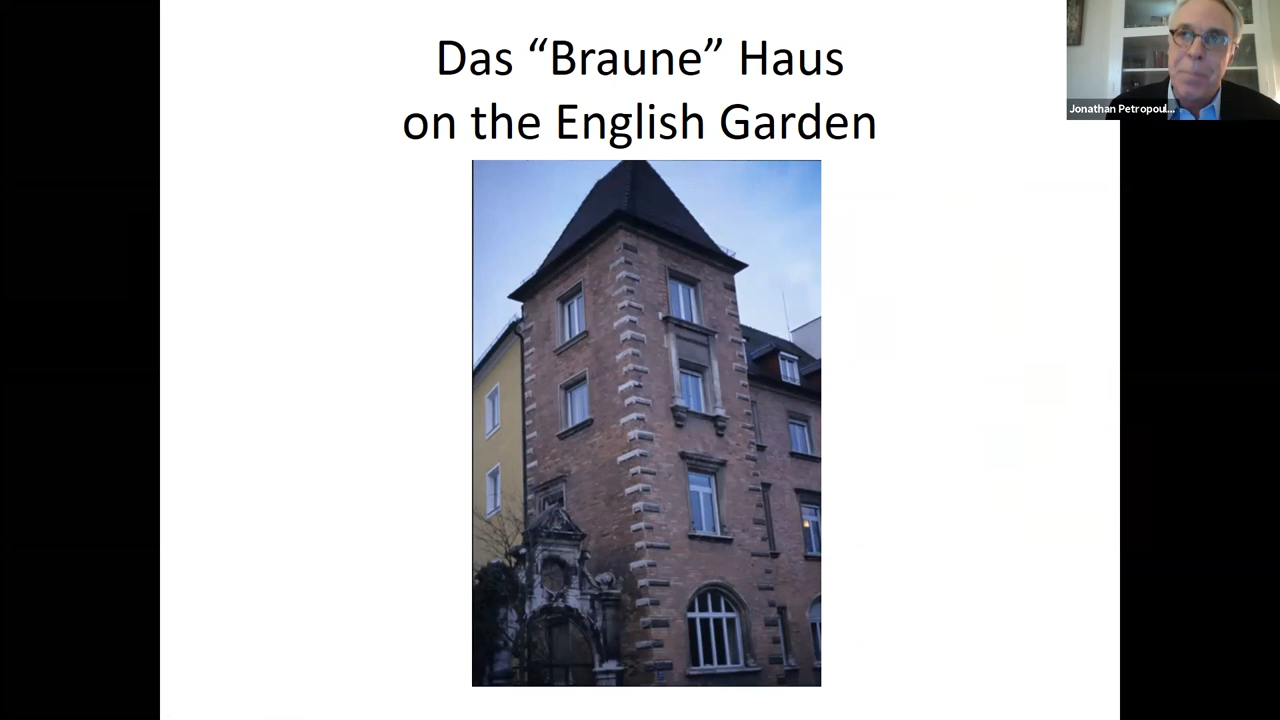 Das “Braune” Haus
on the English Garden
Jonathan Petropoul...